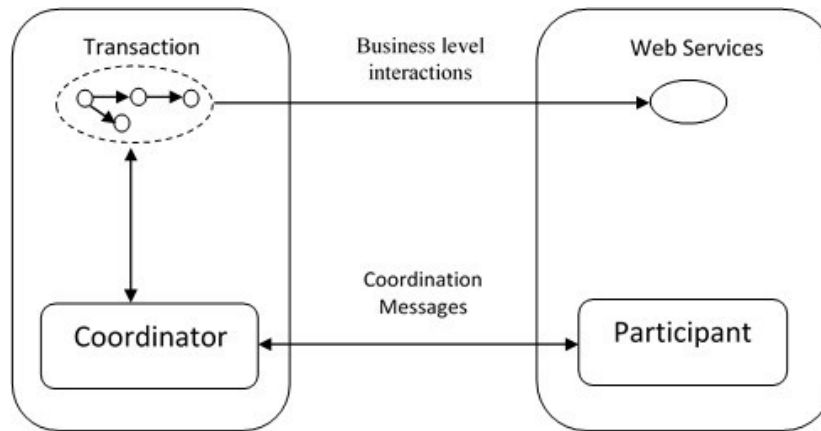 Transaction
Business level
interactions
Web Services
Coordination
Messages
Coordinator
Participant